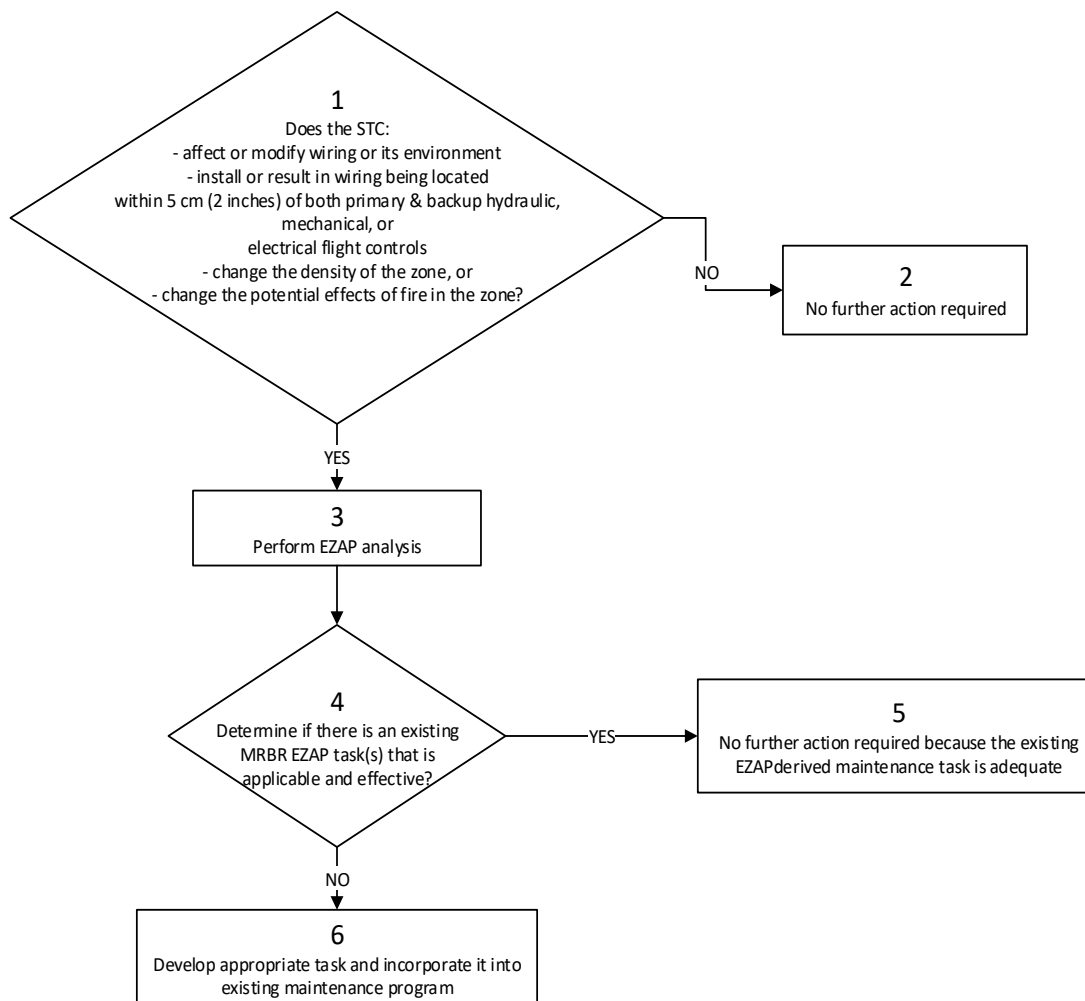 1
Does the STC:
- affect or modify wiring or its environment
- install or result in wiring being located
within 5 cm (2 inches) of both primary & backup hydraulic,
mechanical, or
electrical flight controls
- change the density of the zone, or
- change the potential effects of fire in the zone?
NO
2
No further action required
YES
3
Perform EZAP analysis
4
Determine if there is an existing
MRBR EZAP task(s) that is
applicable and effective?
YES
5
No further action required because the existing
EZAPderived maintenance task is adequate
NO
6
Develop appropriate task and incorporate it into
existing maintenance program